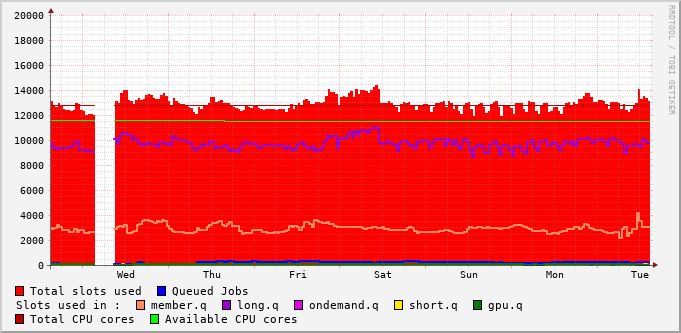 20000
18000
16000
14000
12000
10000
8000
6000
4000
2000
0
Wed Thu Fri Sat Sun Mon Tue
RRDTOOL / TOBI OETIKER
Total slots used Queued Jobs
Slots used in : member.q long.q ondemand.q short.q gpu.q
Total CPU cores Available CPU cores